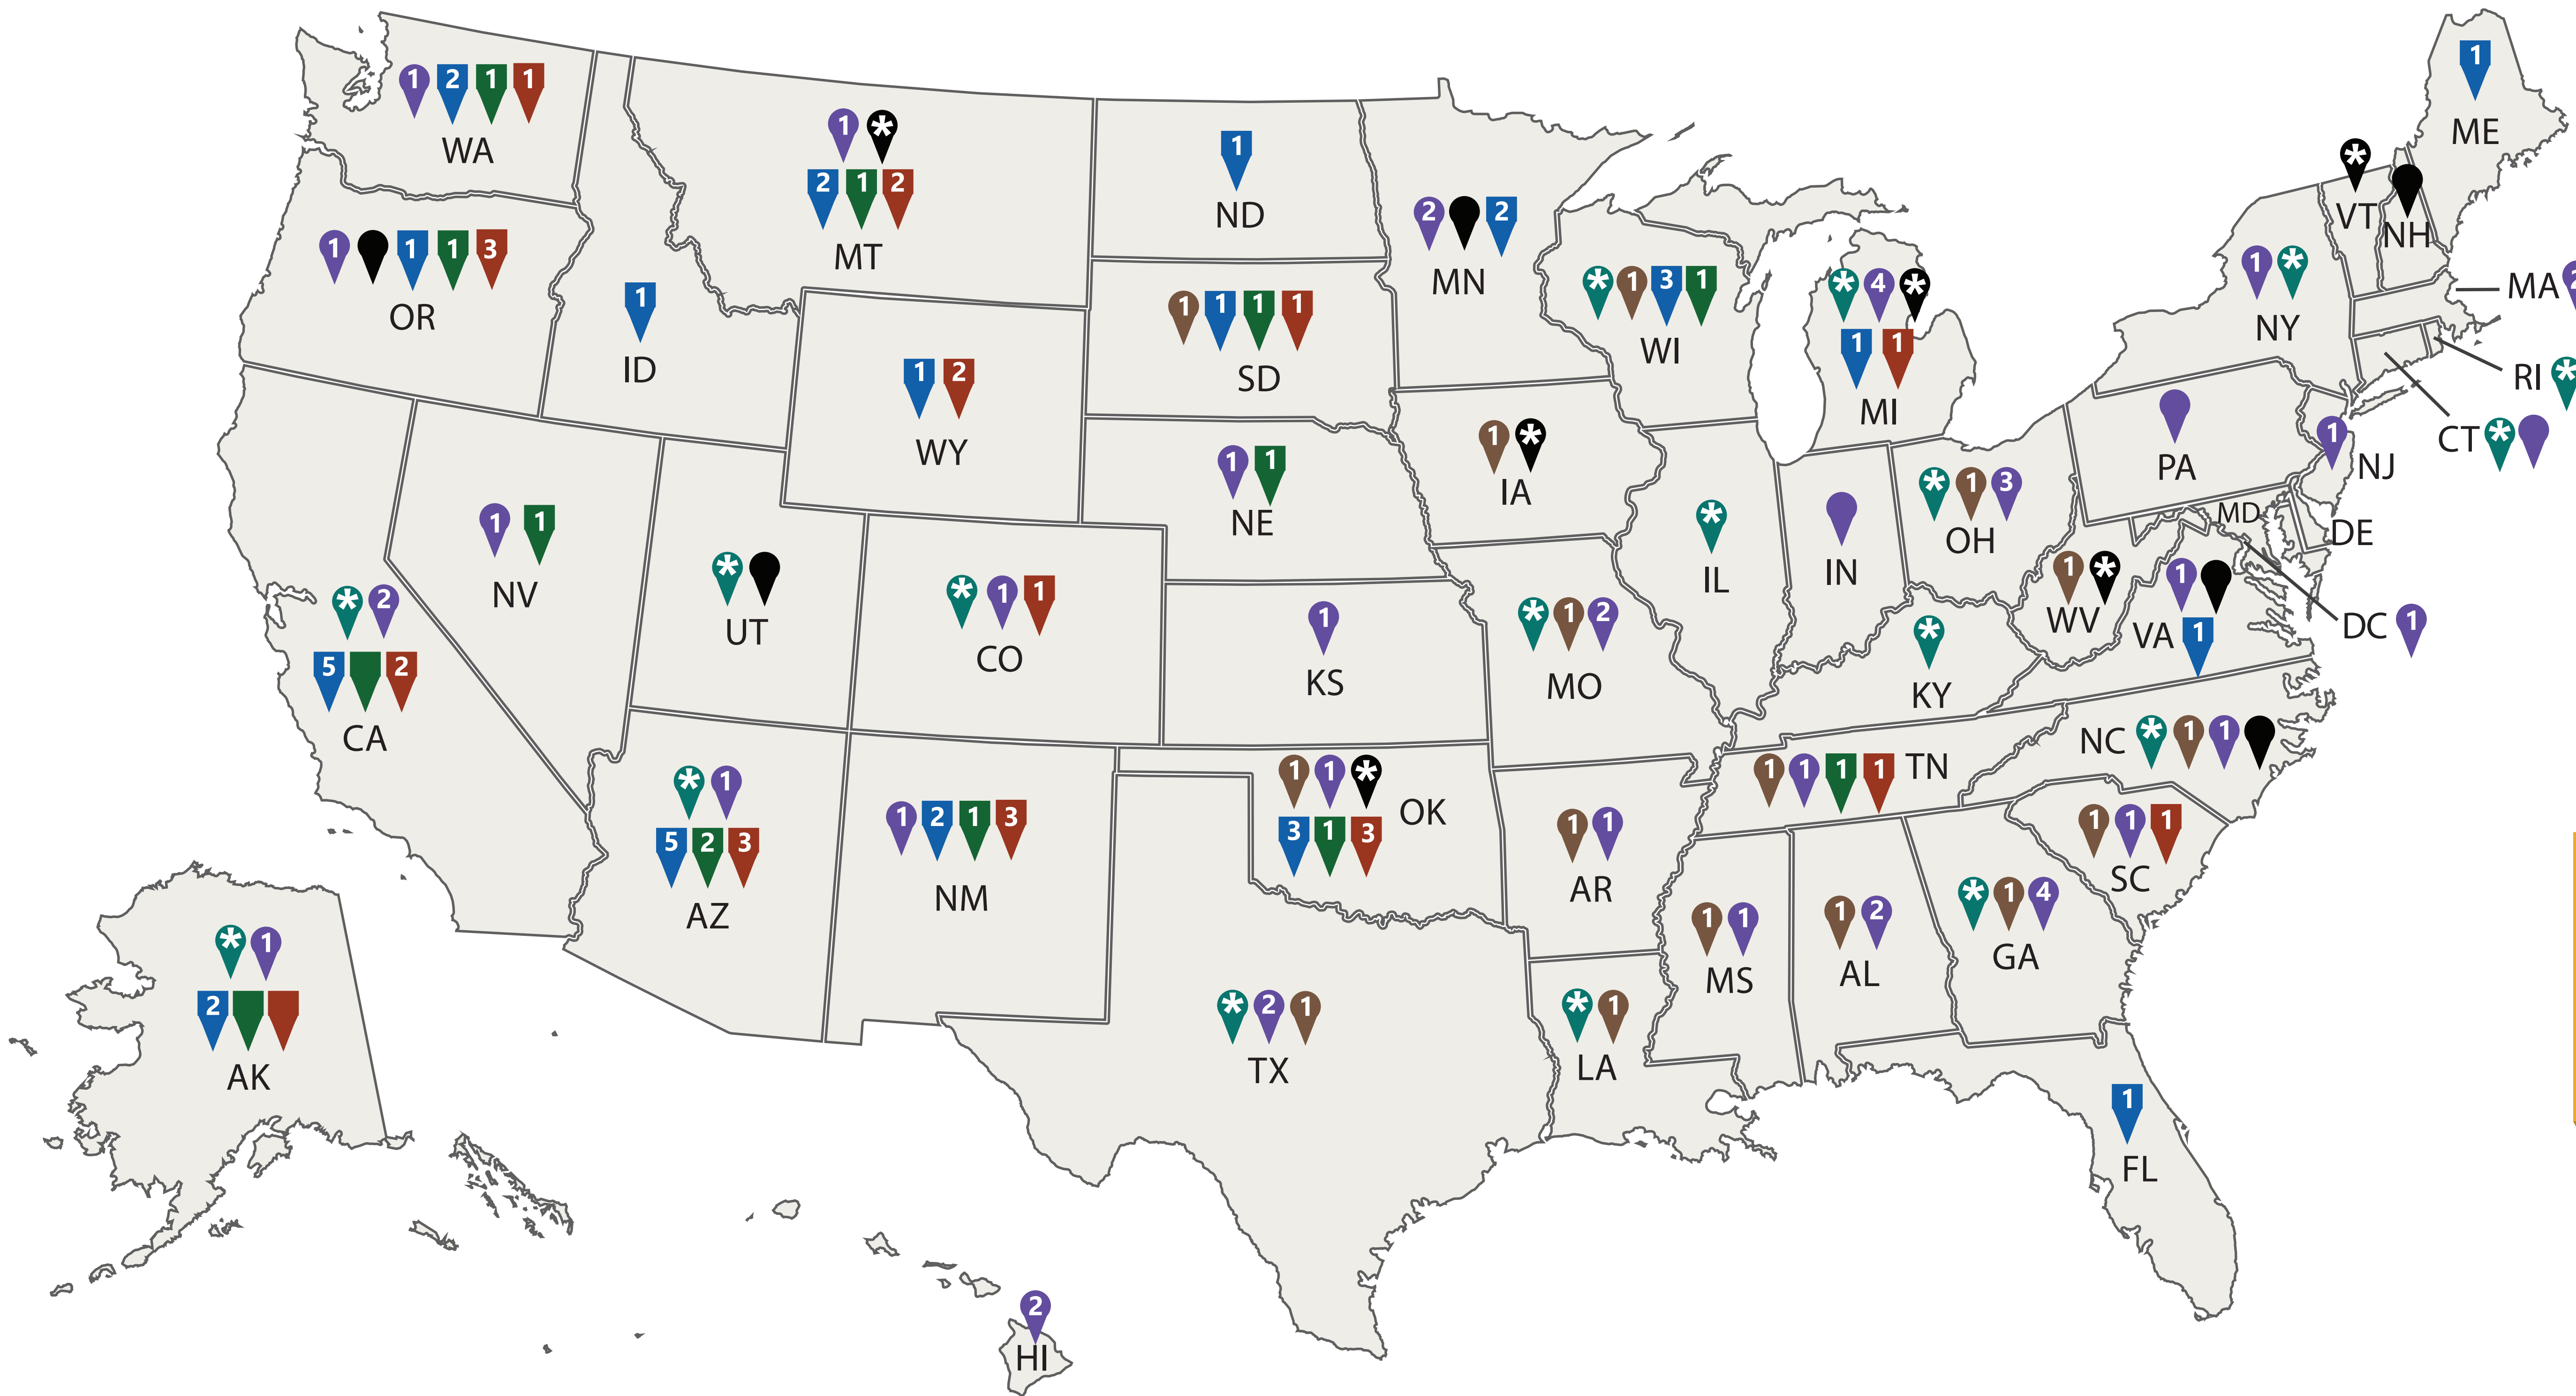 1 2 1 1
WA
1 *
2 1 2
MT
1
ND
1
ME
*
VT
NH
1 1 1 3
OR
1
ID
2 2
MN
* 1 3 1
WI
* 4 *
1 1
MI
1 *
NY
MA 2
RI *
1 2
WY
1 1 1 1
SD
1 *
IA
PA
1
NJ
CT *
1 1
NE
*
IL
IN
* 1 3
OH
MD
DE
1 1
NV
*
UT
* 1 1
CO
1
KS
* 1 2
MO
*
KY
1 *
WV
1
VA 1
DC 1
* 2
5 2
CA
* 1
5 2 3
AZ
1 2 1 3
NM
1 1 *
3 1 3
OK
1 1
AR
1 1 1 1 TN
NC * 1 1
1 1 1
SC
1 1
MS
1 2
AL
* 1 4
GA
* 1
2
AK
* 2 1
TX
* 1
LA
1
FL
2
HI